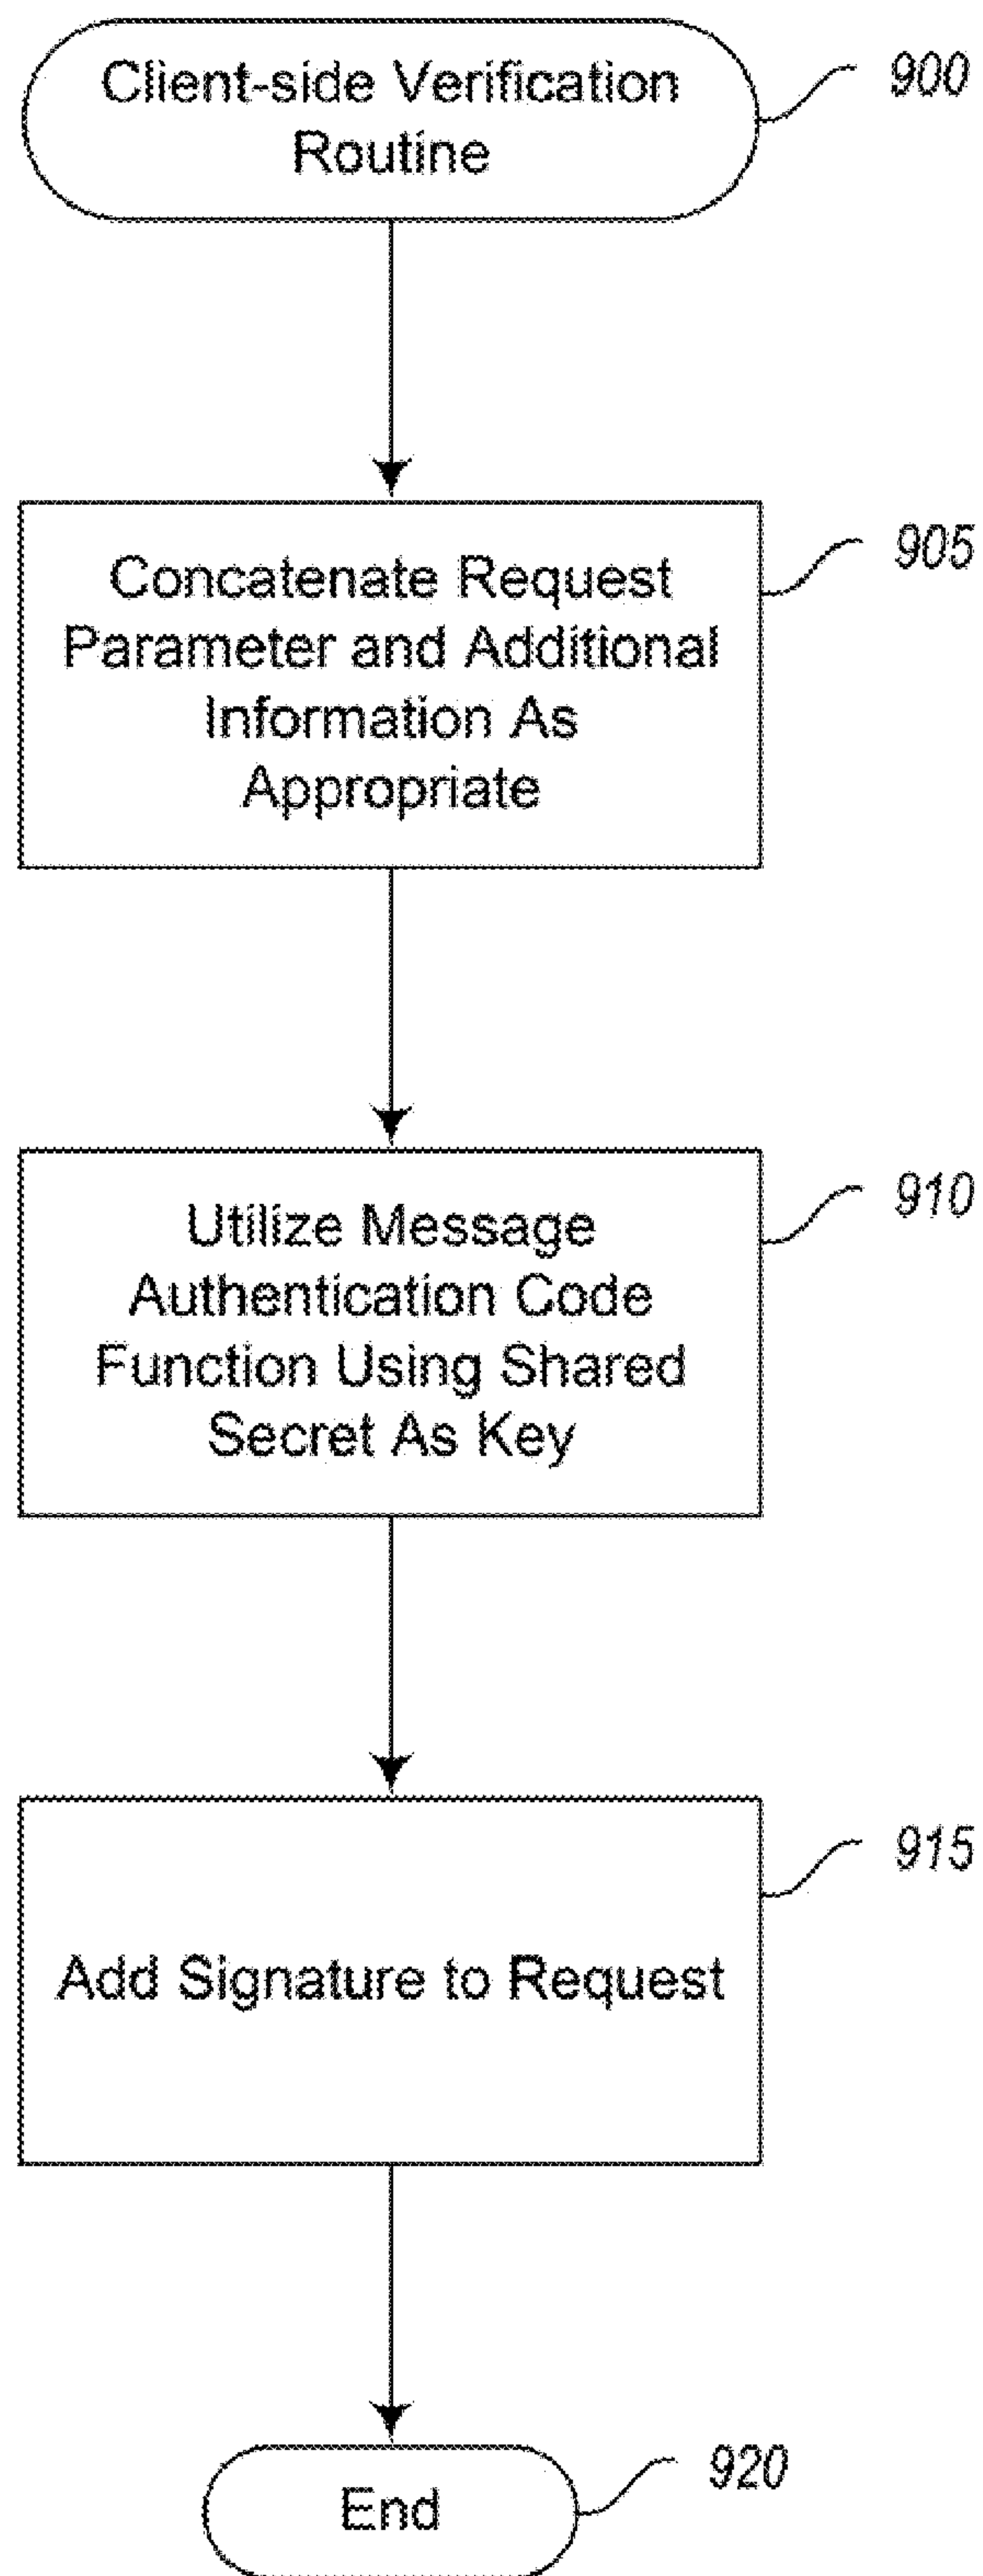 Client-side Verification
Routine
900
Concatenate Request
Parameter and Additional
Information As
Appropriate
905
Utilize Message
Authentication Code
Function Using Shared
Secret As Key
910
Add Signature to Request
915
End
920